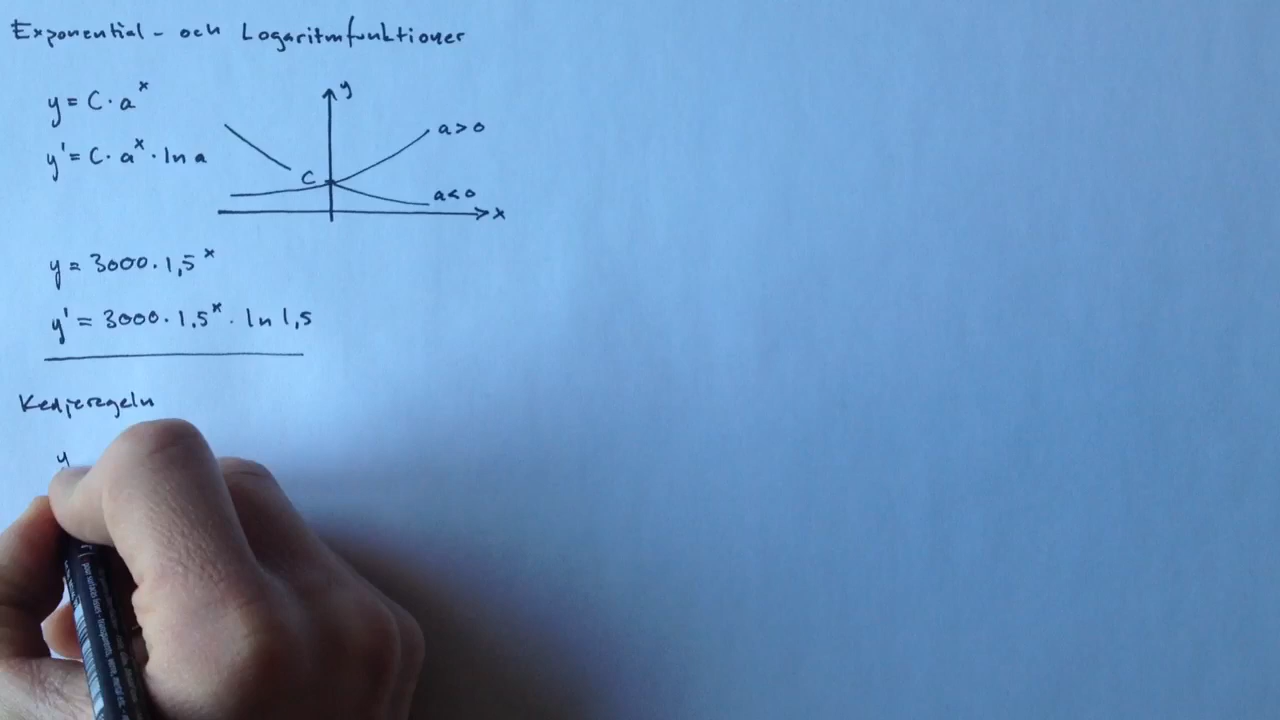 Exponential- och Logaritmfunktioner
y = C · a^x
y
y' = C · a^x · ln a
a>0
C
a<0
x
y = 3000 · 1,5^x
y' = 3000 · 1,5^x · ln 1,5
Kedjeregeln
y